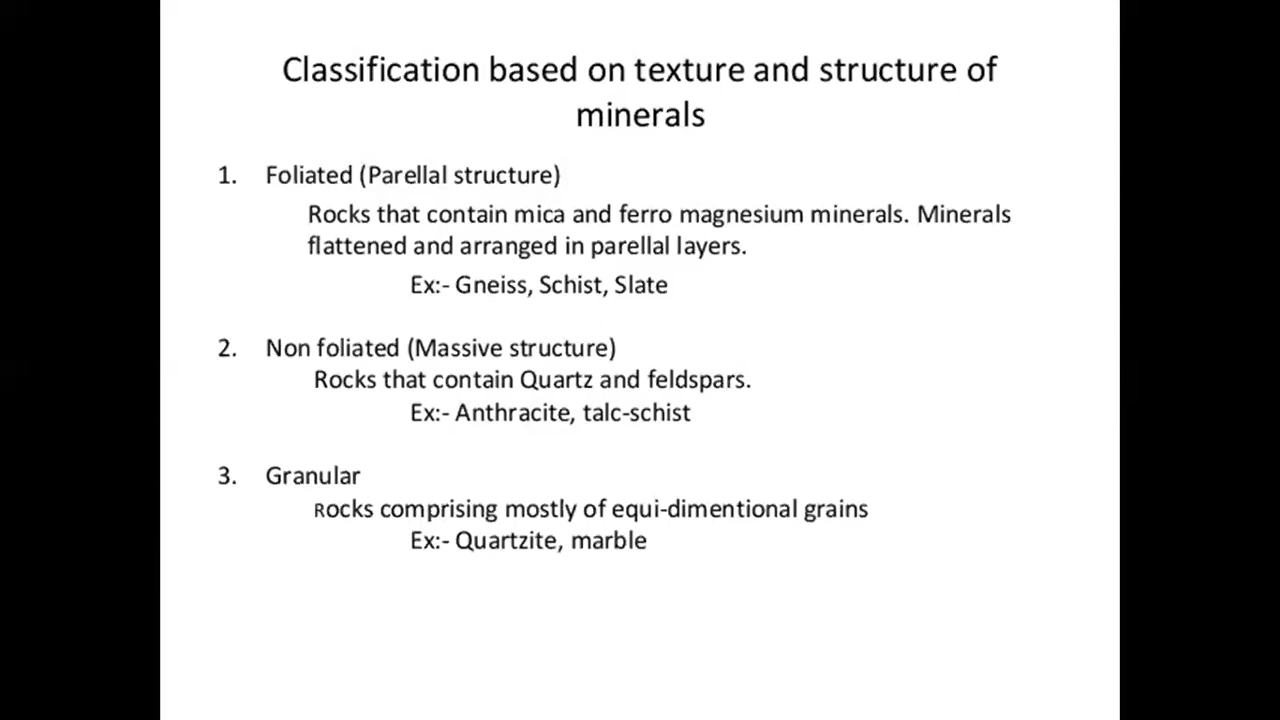 Classification based on texture and structure of
minerals
1. Foliated (Parellal structure)
Rocks that contain mica and ferro magnesium minerals. Minerals
flattened and arranged in parellal layers.
Ex:- Gneiss, Schist, Slate
2. Non foliated (Massive structure)
Rocks that contain Quartz and feldspars.
Ex:- Anthracite, talc-schist
3. Granular
Rocks comprising mostly of equi-dimentional grains
Ex:- Quartzite, marble